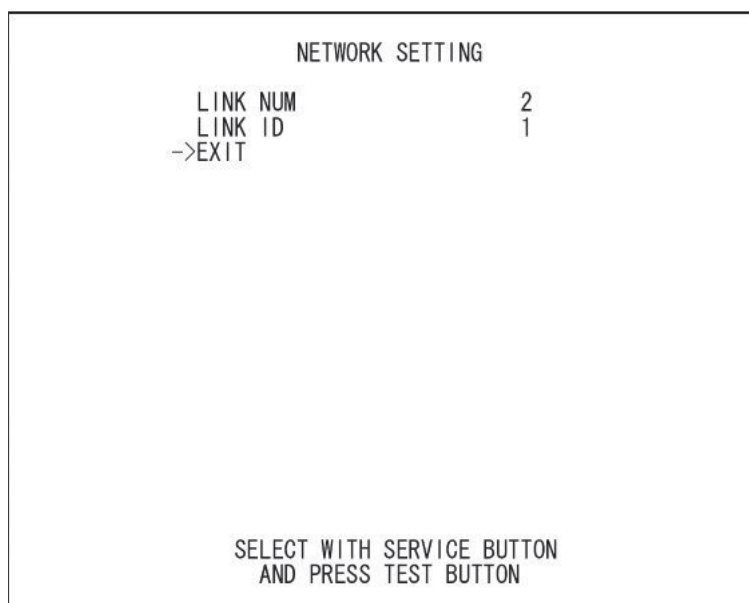 NETWORK SETTING
LINK NUM 2
LINK ID 1
->EXIT
SELECT WITH SERVICE BUTTON
AND PRESS TEST BUTTON